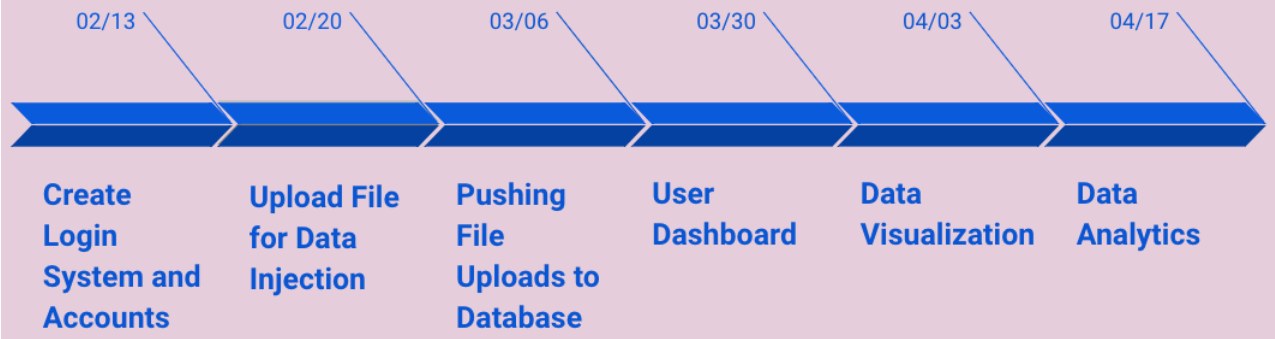 02/13
02/20
03/06
03/30
04/03
04/17
Create
Login
System and
Accounts
Upload File
for Data
Injection
Pushing
File
Uploads to
Database
User
Dashboard
Data
Visualization
Data
Analytics